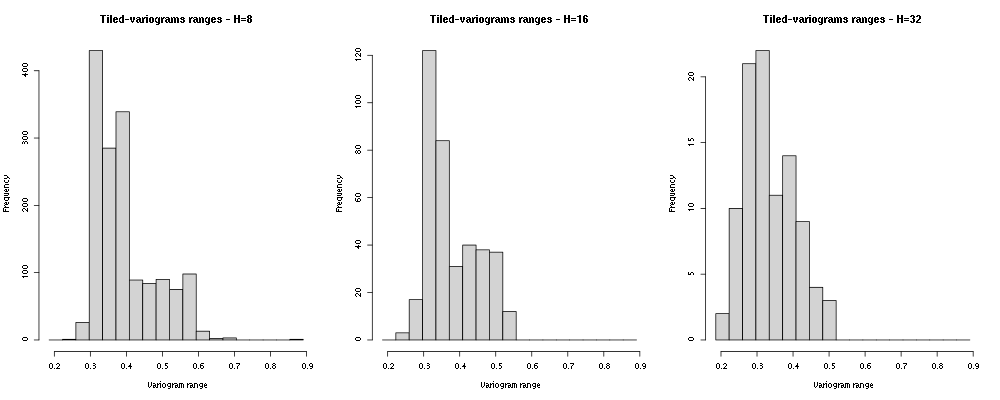 Tiled-variograms ranges - H=8
Frequency
0
100
200
300
400
0.2 0.3 0.4 0.5 0.6 0.7 0.8 0.9
Variogram range
Tiled-variograms ranges - H=16
Frequency
0
20
40
60
80
100
120
0.2 0.3 0.4 0.5 0.6 0.7 0.8 0.9
Variogram range
Tiled-variograms ranges - H=32
Frequency
0
5
10
15
20
0.2 0.3 0.4 0.5 0.6 0.7 0.8 0.9
Variogram range